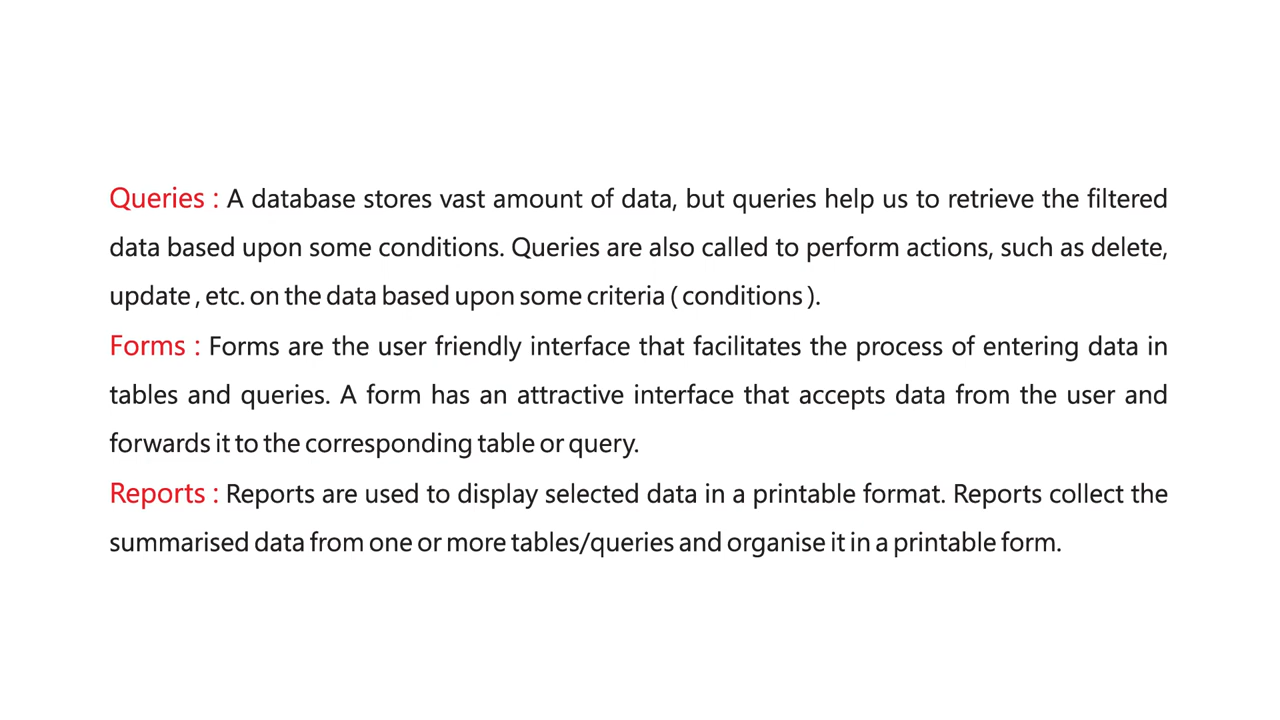 Queries : A database stores vast amount of data, but queries help us to retrieve the filtered
data based upon some conditions. Queries are also called to perform actions, such as delete,
update , etc. on the data based upon some criteria ( conditions ).
Forms : Forms are the user friendly interface that facilitates the process of entering data in
tables and queries. A form has an attractive interface that accepts data from the user and
forwards it to the corresponding table or query.
Reports : Reports are used to display selected data in a printable format. Reports collect the
summarised data from one or more tables/queries and organise it in a printable form.